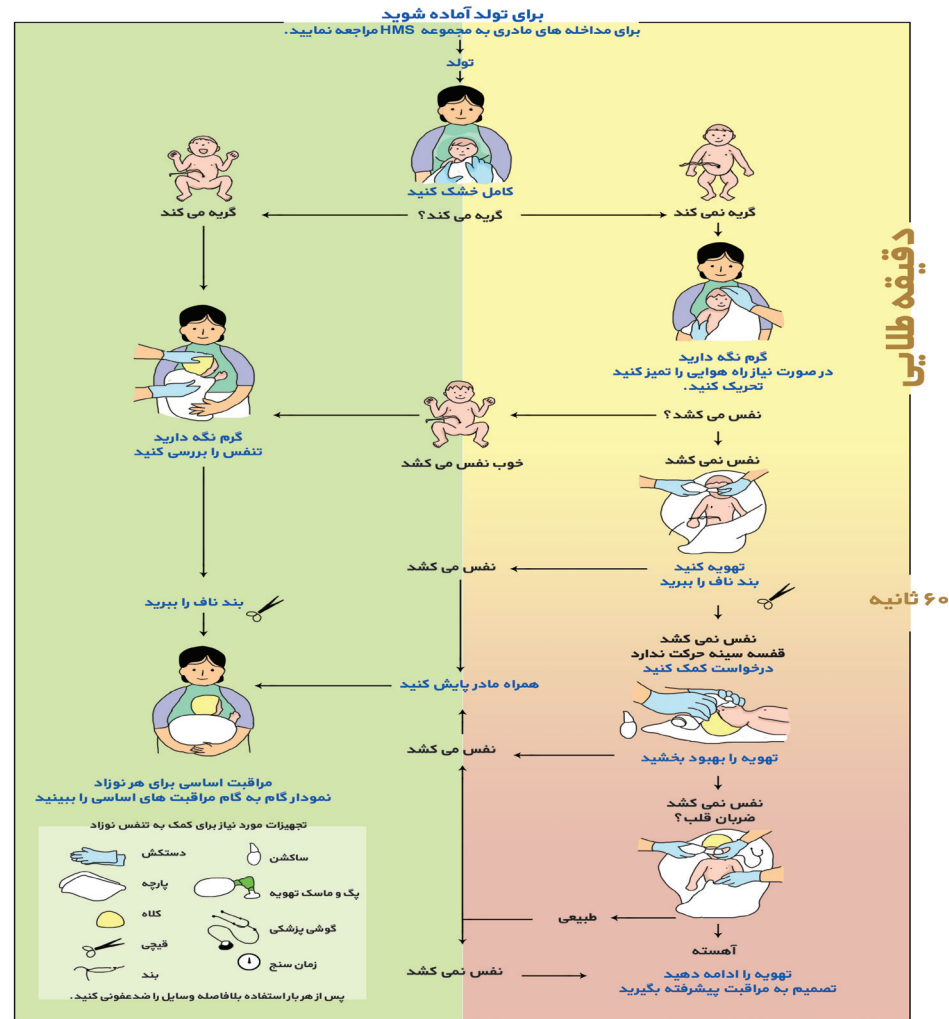 برای تولد آماده شوید
برای مداخله های مادری به مجموعه HMS مراجعه نمایید.
تولد
کامل خشک کنید
گریه می کند؟
گریه نمی کند
گریه می کند
دقیقه طلایی
گرم نگه دارید
در صورت نیاز راه هوایی را تمیز کنید
تحریک کنید.
نفس می کشد؟
خوب نفس می کشد
گرم نگه دارید
تنفس را بررسی کنید
نفس نمی کشد
تهویه کنید
بند ناف را ببرید
نفس می کشد
بند ناف را ببرید
۶۰ ثانیه
نفس نمی کشد
قفسه سینه حرکت ندارد
درخواست کمک کنید
همراه مادر پایش کنید
تهویه را بهبود بخشید
نفس می کشد
مراقبت اساسی برای هر نوزاد
نمودار گام به گام مراقبت های اساسی را ببینید
نفس نمی کشد
ضربان قلب؟
طبیعی
آهسته
تهویه را ادامه دهید
تصمیم به مراقبت پیشرفته بگیرید
نفس نمی کشد
تجهیزات مورد نیاز برای کمک به تنفس نوزاد
ساکشن
پگ و ماسک تهویه
گوشی پزشکی
زمان سنج
دستکش
پارچه
کلاه
قیچی
بند
پس از هر بار استفاده بلافاصله وسایل را ضدعفونی کنید.